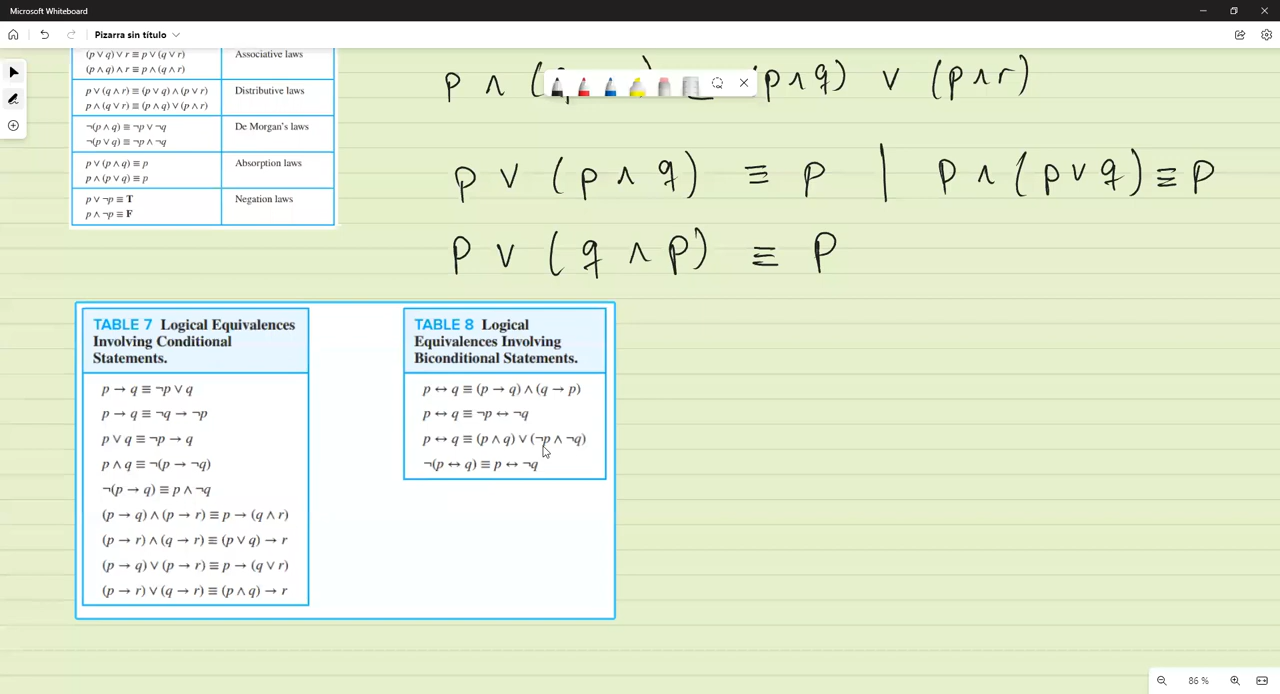 Microsoft Whiteboard
Pizarra sin título
(p ∨ q) ∨ r ≡ p ∨ (q ∨ r) Associative laws
(p ∧ q) ∧ r ≡ p ∧ (q ∧ r)
p ∨ (q ∧ r) ≡ (p ∨ q) ∧ (p ∨ r) Distributive laws
p ∧ (q ∨ r) ≡ (p ∧ q) ∨ (p ∧ r)
¬(p ∧ q) ≡ ¬p ∨ ¬q De Morgan's laws
¬(p ∨ q) ≡ ¬p ∧ ¬q
p ∨ (p ∧ q) ≡ p Absorption laws
p ∧ (p ∨ q) ≡ p
p ∨ ¬p ≡ T Negation laws
p ∧ ¬p ≡ F
p ∧ ( p ∧ q) ∨ (p ∧ r)
p ∨ (p ∧ q) ≡ p | p ∧ (p ∨ q) ≡ p
p ∨ (q ∧ p) ≡ p
TABLE 7 Logical Equivalences
Involving Conditional
Statements.
p → q ≡ ¬p ∨ q
p → q ≡ ¬q → ¬p
p ∨ q ≡ ¬p → q
p ∧ q ≡ ¬(p → ¬q)
¬(p → q) ≡ p ∧ ¬q
(p → q) ∧ (p → r) ≡ p → (q ∧ r)
(p → r) ∧ (q → r) ≡ (p ∨ q) → r
(p → q) ∨ (p → r) ≡ p → (q ∨ r)
(p → r) ∨ (q → r) ≡ (p ∧ q) → r
TABLE 8 Logical
Equivalences Involving
Biconditional Statements.
p ↔ q ≡ (p → q) ∧ (q → p)
p ↔ q ≡ ¬p ↔ ¬q
p ↔ q ≡ (p ∧ q) ∨ (¬p ∧ ¬q)
¬(p ↔ q) ≡ p ↔ ¬q
86 %